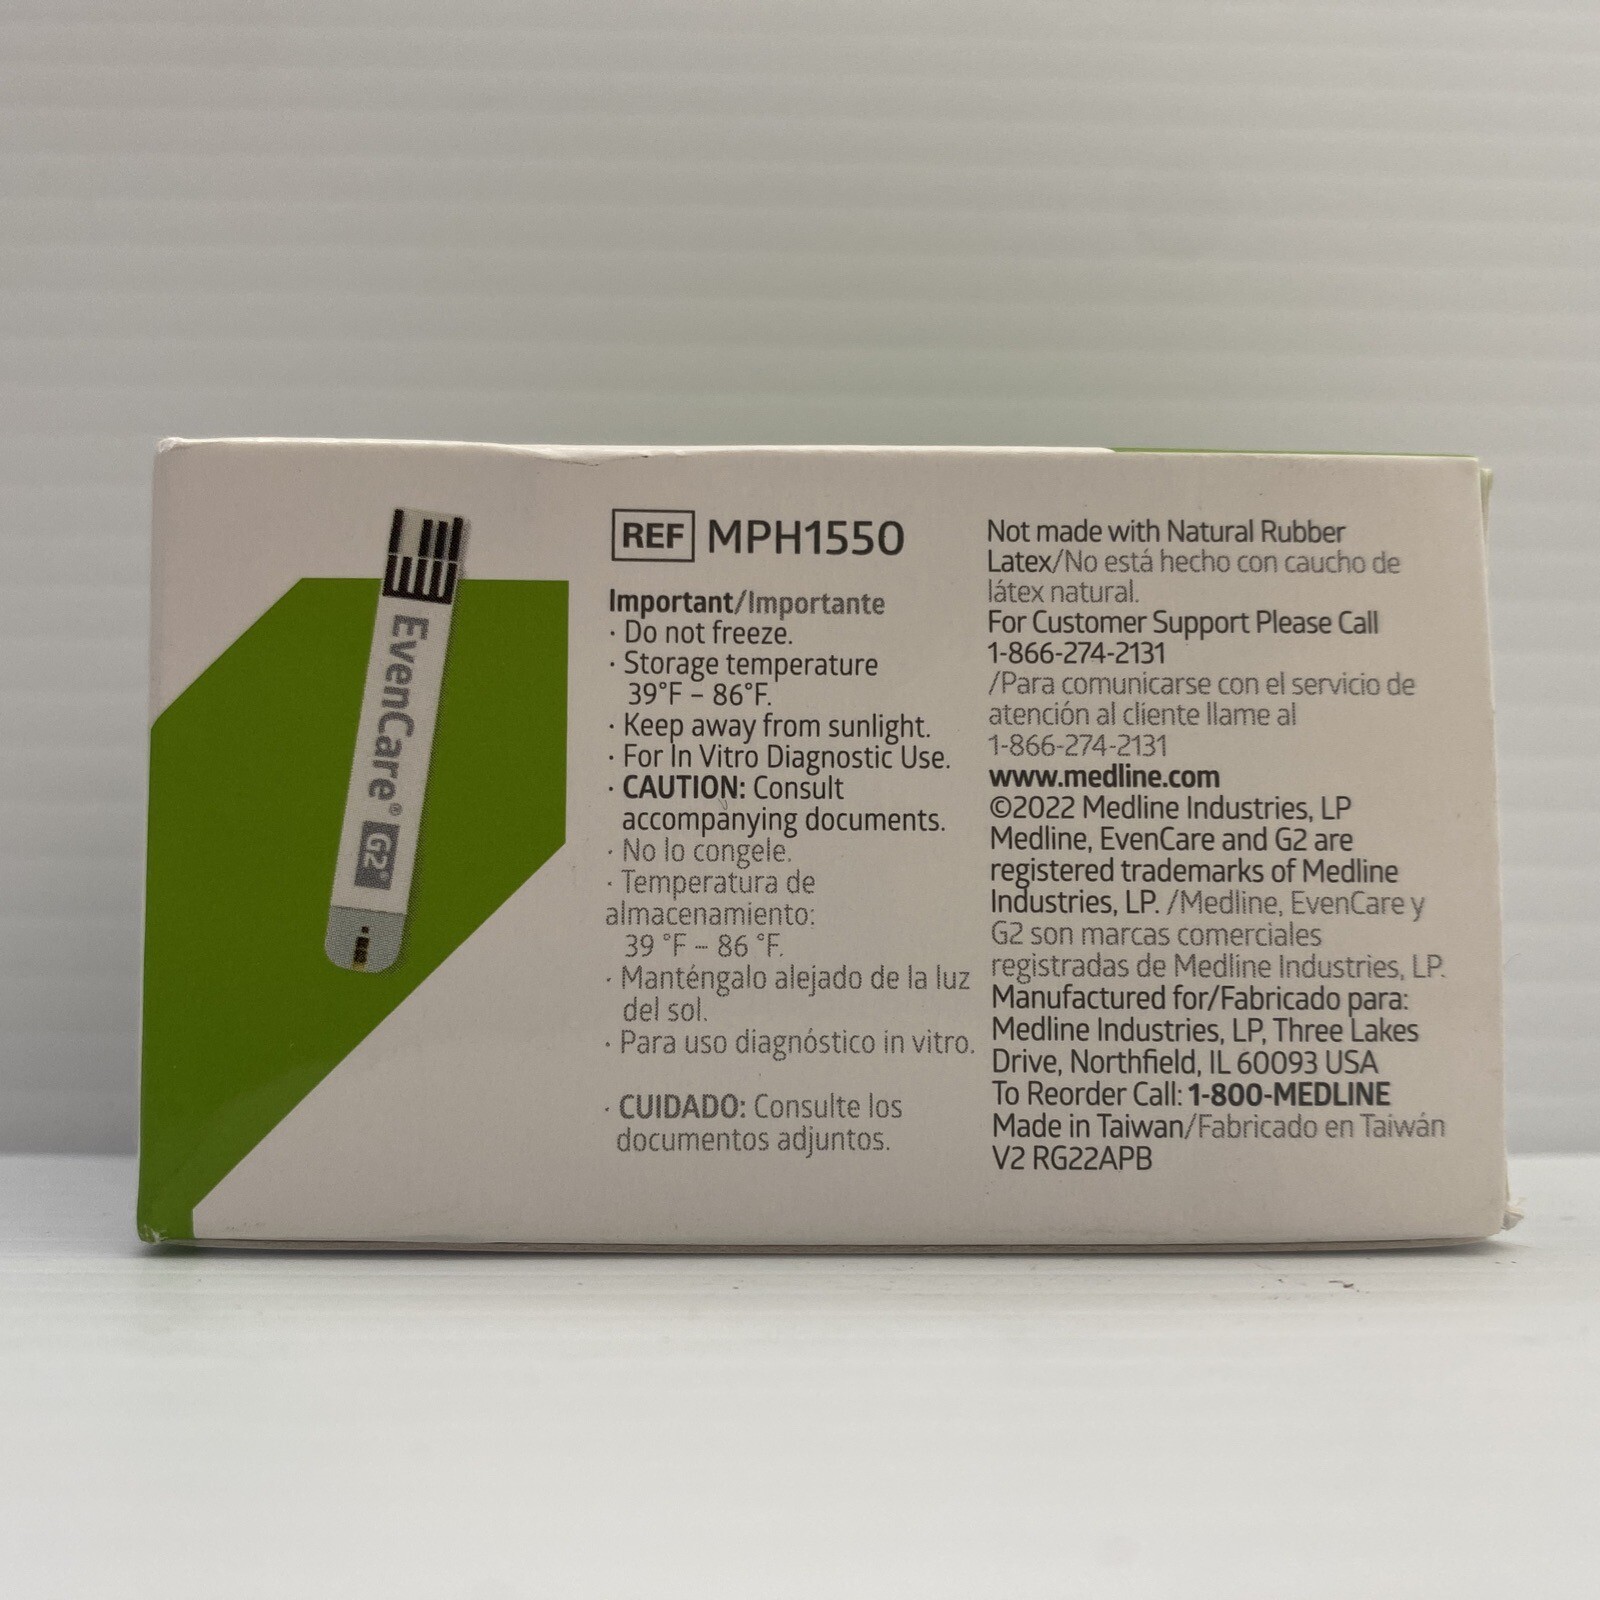 EvenCare® G2®
REF MPH1550
Important/Importante
· Do not freeze.
· Storage temperature
39°F – 86°F.
· Keep away from sunlight.
· For In Vitro Diagnostic Use.
· CAUTION: Consult
accompanying documents.
· No lo congele.
· Temperatura de
almacenamiento:
39 °F – 86 °F.
· Manténgalo alejado de la luz
del sol.
· Para uso diagnóstico in vitro.
· CUIDADO: Consulte los
documentos adjuntos.
Not made with Natural Rubber
Latex/No está hecho con caucho de
látex natural.
For Customer Support Please Call
1-866-274-2131
/Para comunicarse con el servicio de
atención al cliente llame al
1-866-274-2131
www.medline.com
©2022 Medline Industries, LP
Medline, EvenCare and G2 are
registered trademarks of Medline
Industries, LP. /Medline, EvenCare y
G2 son marcas comerciales
registradas de Medline Industries, LP.
Manufactured for/Fabricado para:
Medline Industries, LP, Three Lakes
Drive, Northfield, IL 60093 USA
To Reorder Call: 1-800-MEDLINE
Made in Taiwan/Fabricado en Taiwán
V2 RG22APB